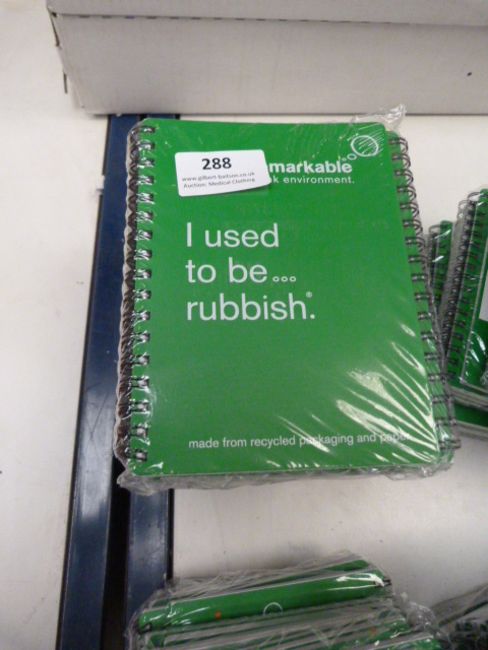 288
www.gilbert-baitson.co.uk
Auction: Medical Clothing
markable
environment.
I used
to be...
rubbish.®
made from recycled packaging and paper